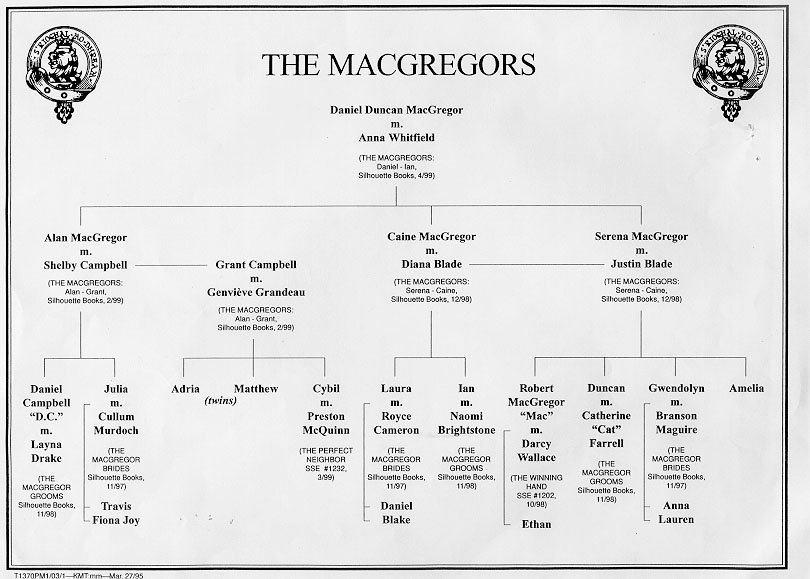 S'RIOGHAL MO DHREAM
S'RIOGHAL MO DHREAM
THE MACGREGORS
Daniel Duncan MacGregor
m.
Anna Whitfield
(THE MACGREGORS:
Daniel - Ian,
Silhouette Books, 4/99)
Alan MacGregor
m.
Shelby Campbell
(THE MACGREGORS:
Alan - Grant,
Silhouette Books, 2/99)
Grant Campbell
m.
Geneviève Grandeau
(THE MACGREGORS:
Alan - Grant,
Silhouette Books, 2/99)
Caine MacGregor
m.
Diana Blade
(THE MACGREGORS:
Serena - Caine,
Silhouette Books, 12/98)
Serena MacGregor
m.
Justin Blade
(THE MACGREGORS:
Serena - Caine,
Silhouette Books, 12/98)
Daniel
Campbell
“D.C.”
m.
Layna
Drake
(THE
MACGREGOR
GROOMS
Silhouette Books,
11/98)
Julia
m.
Cullum
Murdoch
(THE
MACGREGOR
BRIDES
Silhouette Books,
11/97)
Travis
Fiona Joy
Adria
Matthew
(twins)
Cybil
m.
Preston
McQuinn
(THE PERFECT
NEIGHBOR
SSE #1232,
3/99)
Laura
m.
Royce
Cameron
(THE
MACGREGOR
BRIDES
Silhouette Books,
11/97)
Daniel
Blake
Ian
m.
Naomi
Brightstone
(THE
MACGREGOR
GROOMS
Silhouette Books,
11/98)
Robert
MacGregor
“Mac”
m.
Darcy
Wallace
(THE WINNING
HAND
SSE #1202,
10/98)
Ethan
Duncan
m.
Catherine
“Cat”
Farrell
(THE
MACGREGOR
GROOMS
Silhouette Books,
11/98)
Gwendolyn
m.
Branson
Maguire
(THE
MACGREGOR
BRIDES
Silhouette Books,
11/97)
Anna
Lauren
Amelia
T1370PM1/03/1—KMT:mm—Mar. 27/95